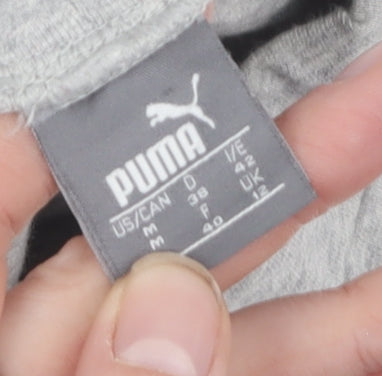 PUMA
US/CAN D I/E
M 38 42
M F UK
40 12